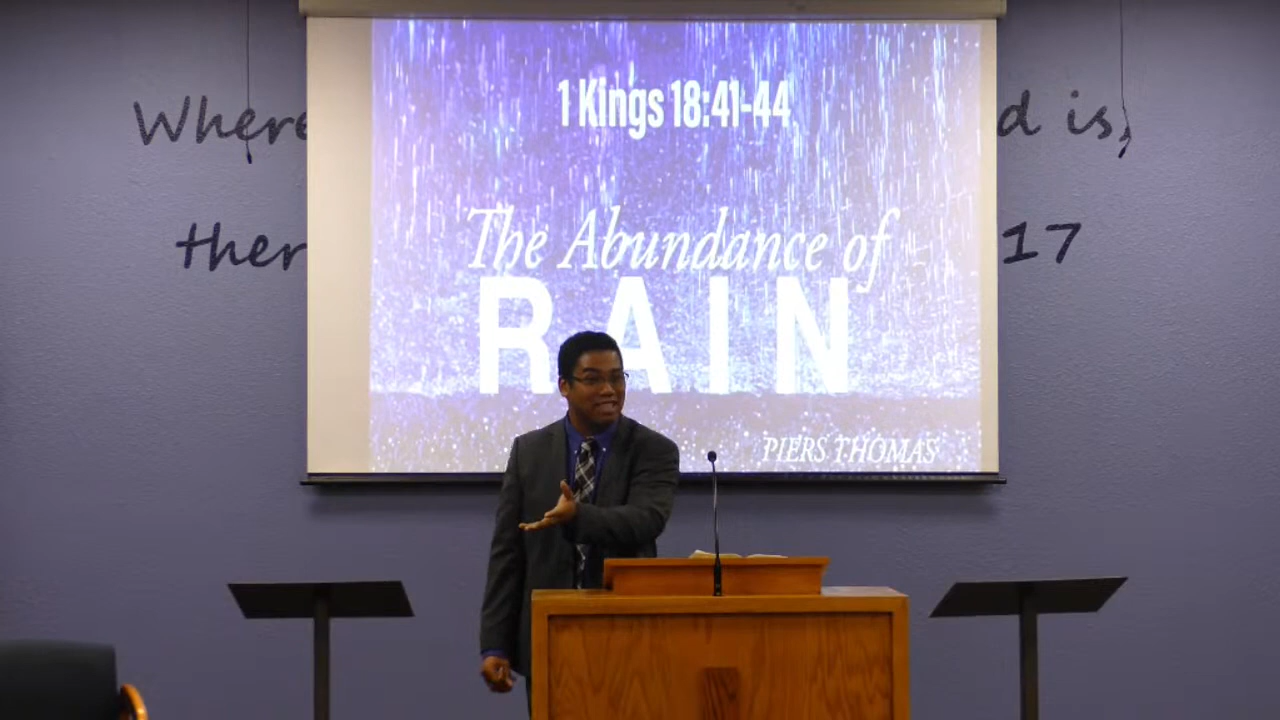 Where
d is,
ther
17
1 Kings 18:41-44
The Abundance of
RAIN
PIERS THOMAS